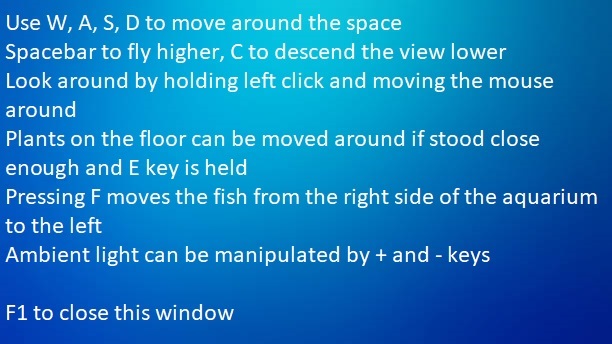 Use W, A, S, D to move around the space
Spacebar to fly higher, C to descend the view lower
Look around by holding left click and moving the mouse
around
Plants on the floor can be moved around if stood close
enough and E key is held
Pressing F moves the fish from the right side of the aquarium
to the left
Ambient light can be manipulated by + and - keys
F1 to close this window